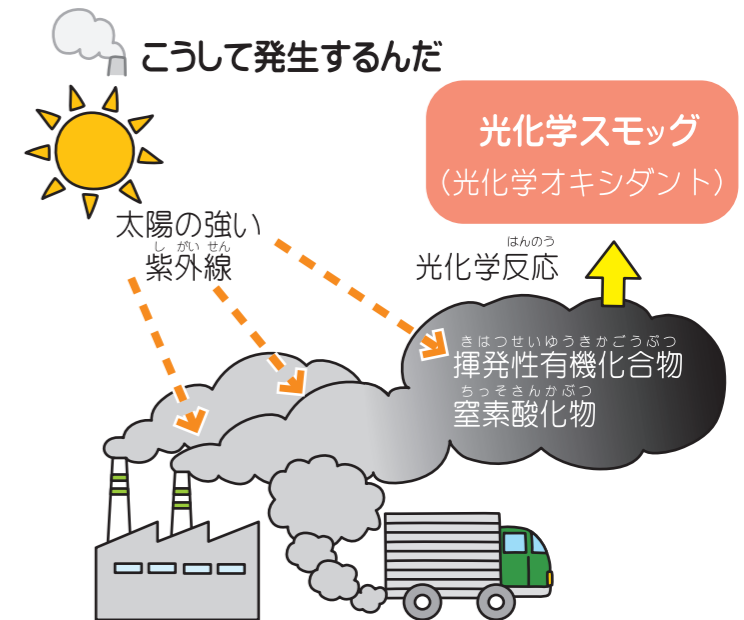 こうして発生するんだ
光化学スモッグ
（光化学オキシダント）
太陽の強い
し がい せん
紫外線
はんのう
光化学反応
きはつせいゆうきかごうぶつ
揮発性有機化合物
ちっそさんかぶつ
窒素酸化物